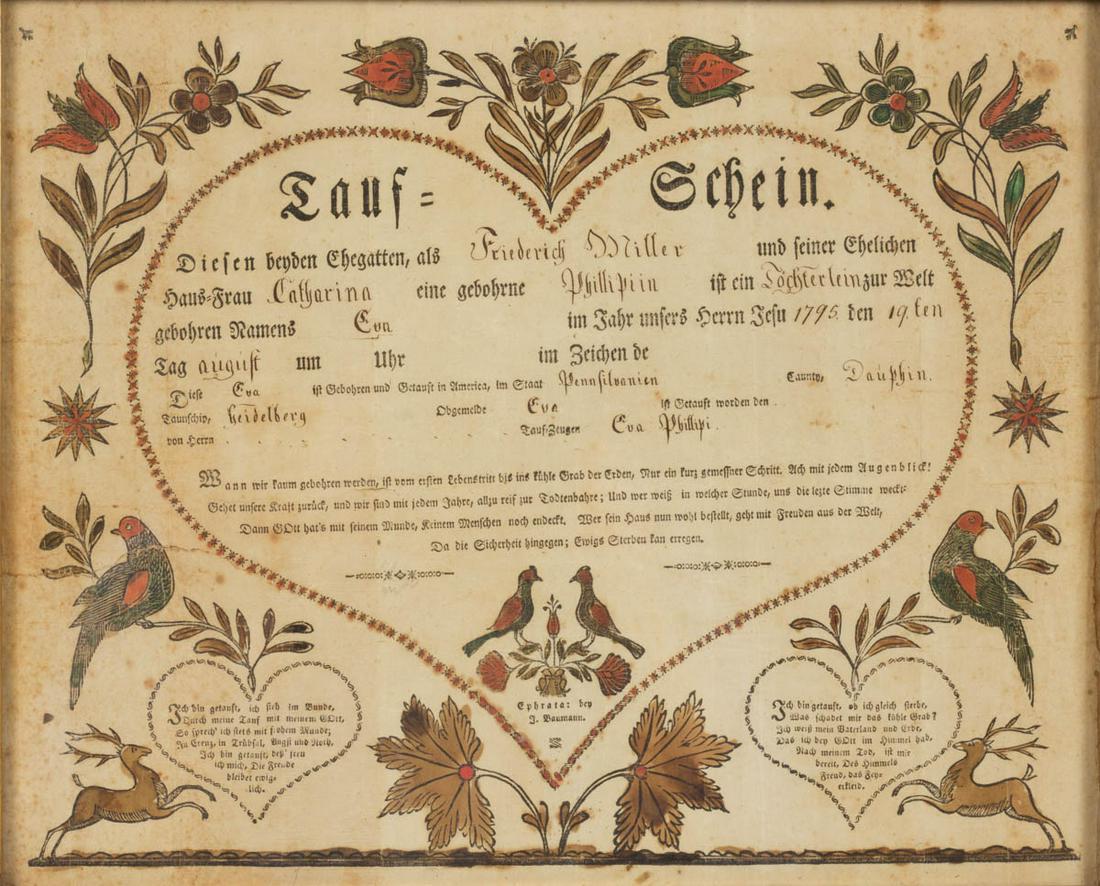 Tauf= Schein.
Diesen beyden Ehegatten, als Friederich Miller und seiner Ehelichen
Haus-Frau Catharina eine gebohrne Phillipiin ist ein Töchterlein zur Welt
gebohren Namens Eva im Jahr unsers Herrn Jesu 1795. den 19.ten
Tag august um Uhr im Zeichen de
Diese Eva ist Gebohren und Getauft in America, im Staat Pennsilvanien Caunty, Dauphin.
Taunschip, Heidelberg Obgemelde Eva ist Getauft worden den
von Herrn Tauf-Zeugen Eva Phillipi.
Wann wir kaum gebohren werden, ist vom ersten Lebenstritt bis ins kühle Grab der Erden, Nur ein kurz gemessner Schritt. Ach mit jedem Augenblick!
Gehet unsere Kraft zurück, und wir sind mit jedem Jahre, allzu reif zur Todtenbahre; Und wer weiß in welcher Stunde, uns die lezte Stimme weckt:
Dann GOtt hat's mit seinem Munde, Keinem Menschen noch endeckt. Wer sein Haus nun wohl bestellt, geht mit Freuden aus der Welt,
Da die Sicherheit hingegen; Ewigs Sterben kan erregen.
Ephrata: bey
J. Baumann.
Ich bin getauft, ich steh im Bunde,
Durch meine Tauf mit meinem GOtt,
So sprech' ich stets mit frohem Munde;
In Creuz, in Trübsal, Angst und Noth,
Ich bin getauft, deß' freu
ich mich, Die Freude
bleibet ewig-
lich.
Ich bin getauft, ob ich gleich sterbe,
Was schadet mir das kühle Grab?
Ich weiß mein Vaterland und Erbe,
Das ich bey GOtt im Himmel hab,
Nach meinem Tod, ist mir
bereit, Des Himmels
Freud, das Fey-
erkleid.